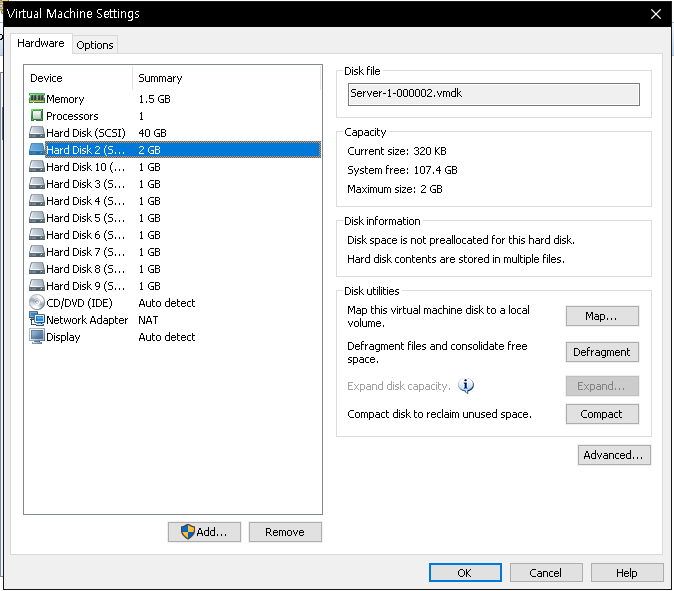 Virtual Machine Settings
Hardware
Options
Device Summary
Memory 1.5 GB
Processors 1
Hard Disk (SCSI) 40 GB
Hard Disk 2 (S... 2 GB
Hard Disk 10 (... 1 GB
Hard Disk 3 (S... 1 GB
Hard Disk 4 (S... 1 GB
Hard Disk 5 (S... 1 GB
Hard Disk 6 (S... 1 GB
Hard Disk 7 (S... 1 GB
Hard Disk 8 (S... 1 GB
Hard Disk 9 (S... 1 GB
CD/DVD (IDE) Auto detect
Network Adapter NAT
Display Auto detect
Add...
Remove
Disk file
Server-1-000002.vmdk
Capacity
Current size: 320 KB
System free: 107.4 GB
Maximum size: 2 GB
Disk information
Disk space is not preallocated for this hard disk.
Hard disk contents are stored in multiple files.
Disk utilities
Map this virtual machine disk to a local
volume.
Map...
Defragment files and consolidate free
space.
Defragment
Expand disk capacity.
Expand...
Compact disk to reclaim unused space.
Compact
Advanced...
OK
Cancel
Help